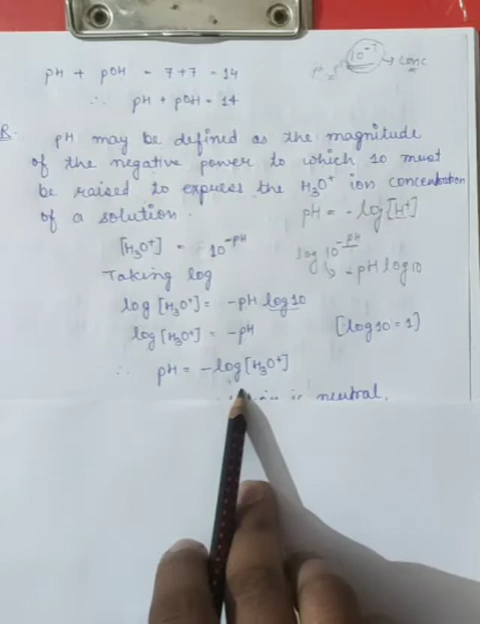 pH + pOH = 7+7 = 14
10⁻⁷ → conc
∴ pH + pOH = 14
R. pH may be defined as the magnitude
of the negative power to which 10 must
be raised to express the H₃O⁺ ion concentration
of a solution.
pH = - log [H⁺]
[H₃O⁺] = 10^-pH
log 10^-pH
Taking log
→ -pH log10
log [H₃O⁺] = -pH log10
log [H₃O⁺] = -pH [log10 = 1]
∴ pH = -log [H₃O⁺]
is neutral.